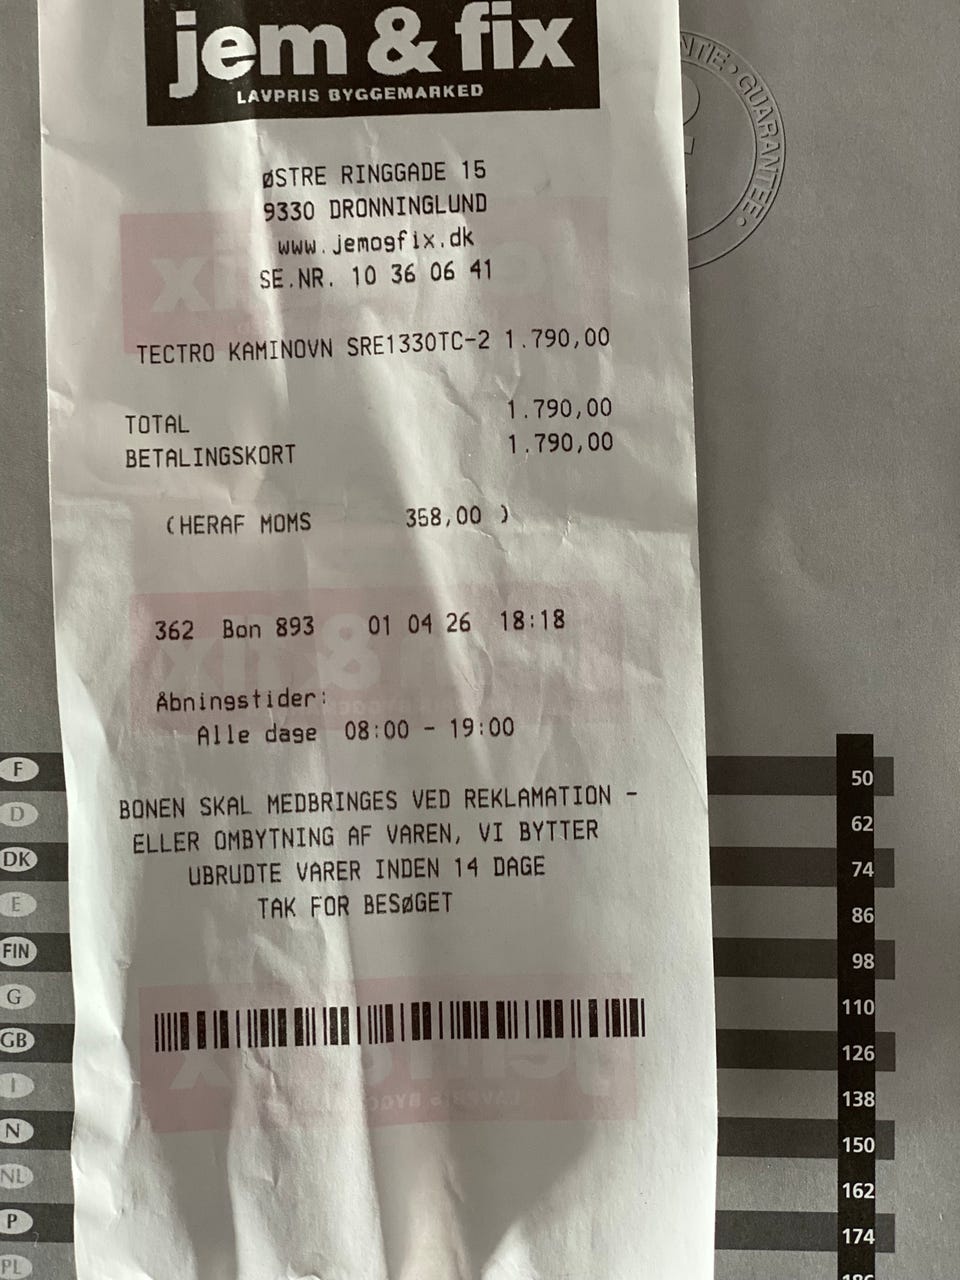 jem & fix
LAVPRIS BYGGEMARKED
NTIE • GUARANTEE •
ØSTRE RINGGADE 15
9330 DRONNINGLUND
www.jemogfix.dk
SE.NR. 10 36 06 41
TECTRO KAMINOVN SRE1330TC-2 1.790,00
TOTAL 1.790,00
BETALINGSKORT 1.790,00
(HERAF MOMS 358,00 )
362 Bon 893 01 04 26 18:18
Åbningstider:
Alle dage 08:00 - 19:00
BONEN SKAL MEDBRINGES VED REKLAMATION -
ELLER OMBYTNING AF VAREN, VI BYTTER
UBRUDTE VARER INDEN 14 DAGE
TAK FOR BESØGET
F 50
D 62
DK 74
E 86
FIN 98
G 110
GB 126
I 138
N 150
NL 162
P 174
PL